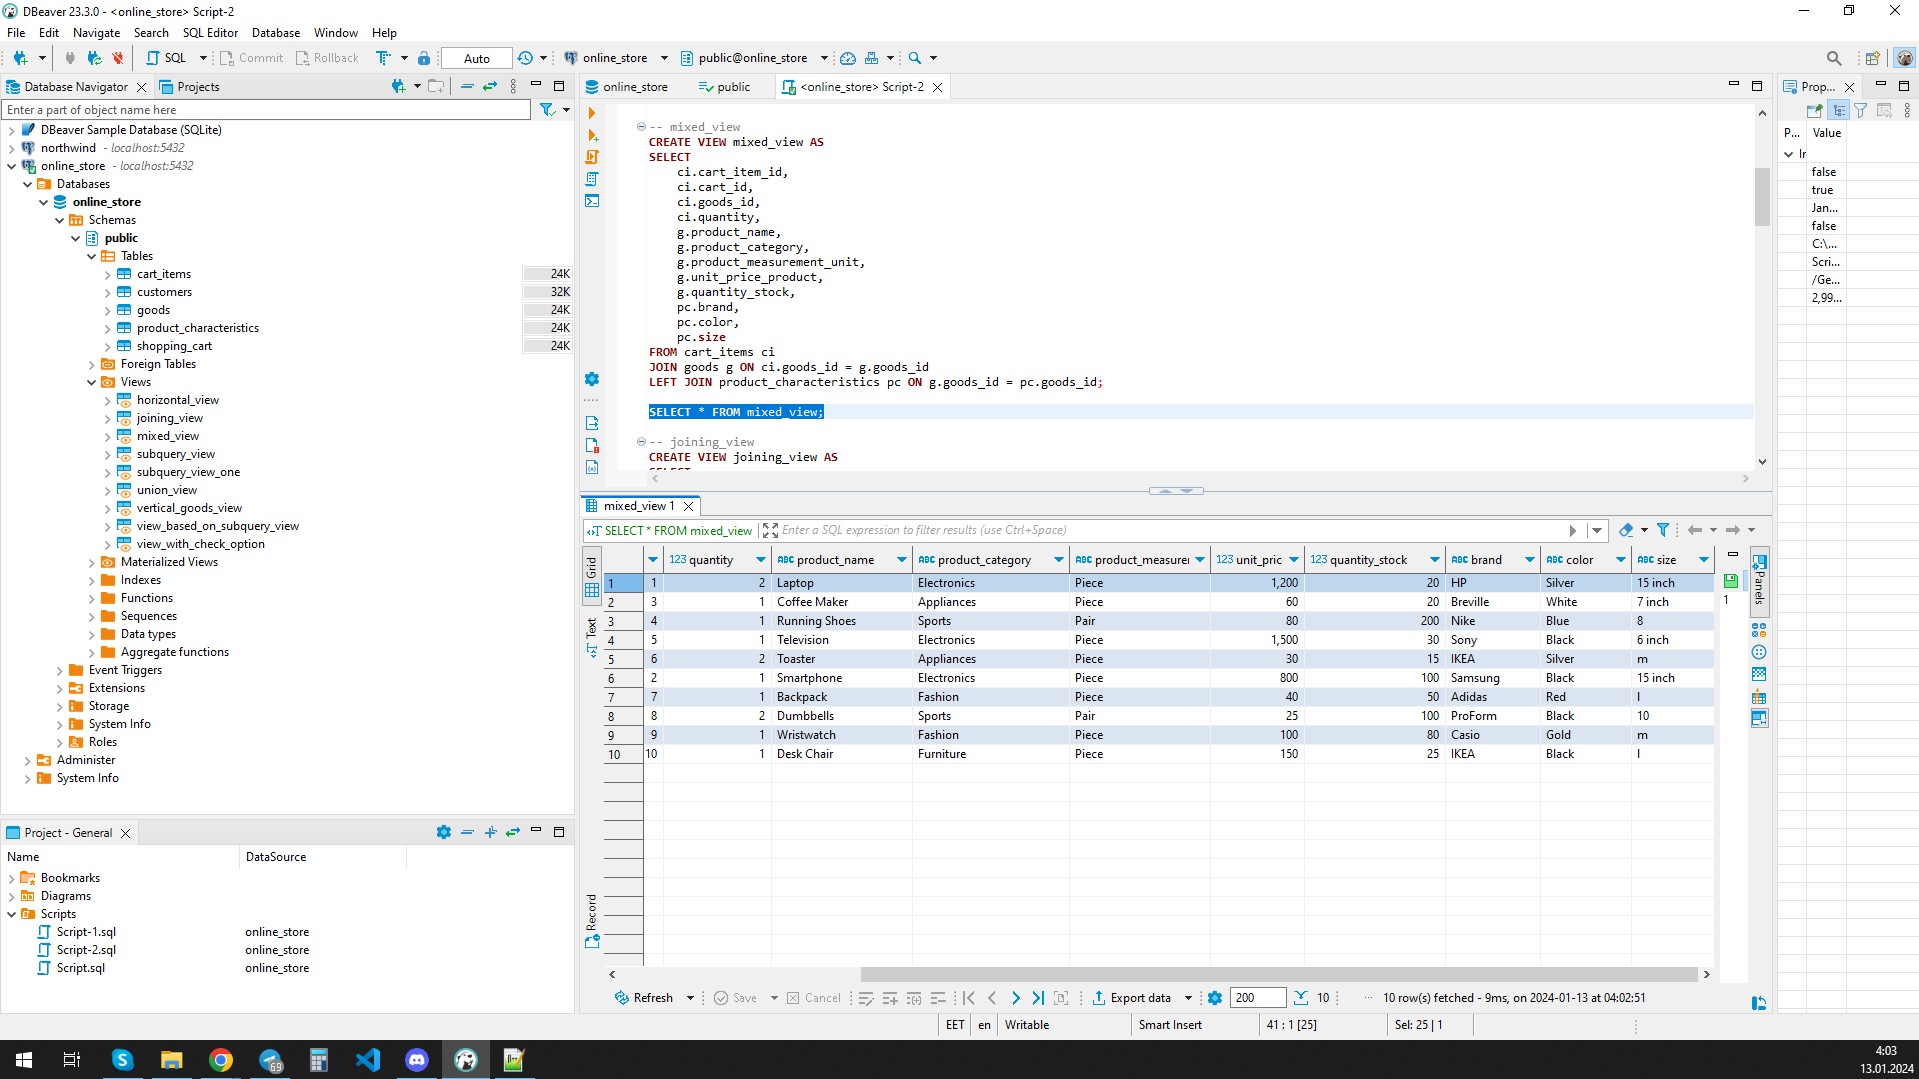 DBeaver 23.3.0 - <online_store> Script-2
File Edit Navigate Search SQL Editor Database Window Help
SQL Commit Rollback Auto online_store public@online_store
Database Navigator Projects
Enter a part of object name here
DBeaver Sample Database (SQLite)
northwind - localhost:5432
online_store - localhost:5432
Databases
online_store
Schemas
public
Tables
cart_items 24K
customers 32K
goods 24K
product_characteristics 24K
shopping_cart 24K
Foreign Tables
Views
horizontal_view
joining_view
mixed_view
subquery_view
subquery_view_one
union_view
vertical_goods_view
view_based_on_subquery_view
view_with_check_option
Materialized Views
Indexes
Functions
Sequences
Data types
Aggregate functions
Event Triggers
Extensions
Storage
System Info
Roles
Administer
System Info
Project - General
Name DataSource
Bookmarks
Diagrams
Scripts
Script-1.sql online_store
Script-2.sql online_store
Script.sql online_store
online_store public <online_store> Script-2
-- mixed_view
CREATE VIEW mixed_view AS
SELECT
ci.cart_item_id,
ci.cart_id,
ci.goods_id,
ci.quantity,
g.product_name,
g.product_category,
g.product_measurement_unit,
g.unit_price_product,
g.quantity_stock,
pc.brand,
pc.color,
pc.size
FROM cart_items ci
JOIN goods g ON ci.goods_id = g.goods_id
LEFT JOIN product_characteristics pc ON g.goods_id = pc.goods_id;
SELECT * FROM mixed_view;
-- joining_view
CREATE VIEW joining_view AS
SELECT
mixed_view 1
SELECT * FROM mixed_view Enter a SQL expression to filter results (use Ctrl+Space)
Grid
Text
Record
123 quantity ABC product_name ABC product_category ABC product_measurer 123 unit_pric 123 quantity_stock ABC brand ABC color ABC size
1 1 2 Laptop Electronics Piece 1,200 20 HP Silver 15 inch
2 3 1 Coffee Maker Appliances Piece 60 20 Breville White 7 inch
3 4 1 Running Shoes Sports Pair 80 200 Nike Blue 8
4 5 1 Television Electronics Piece 1,500 30 Sony Black 6 inch
5 6 2 Toaster Appliances Piece 30 15 IKEA Silver m
6 2 1 Smartphone Electronics Piece 800 100 Samsung Black 15 inch
7 7 1 Backpack Fashion Piece 40 50 Adidas Red l
8 8 2 Dumbbells Sports Pair 25 100 ProForm Black 10
9 9 1 Wristwatch Fashion Piece 100 80 Casio Gold m
10 10 1 Desk Chair Furniture Piece 150 25 IKEA Black l
1
Panels
Refresh Save Cancel Export data 200 10 ... 10 row(s) fetched - 9ms, on 2024-01-13 at 04:02:51
EET en Writable Smart Insert 41 : 1 [25] Sel: 25 | 1
Prop...
P... Value
Ir
false
true
Jan...
false
C:\...
Scri...
/Ge...
2,99...
69
4:03
13.01.2024